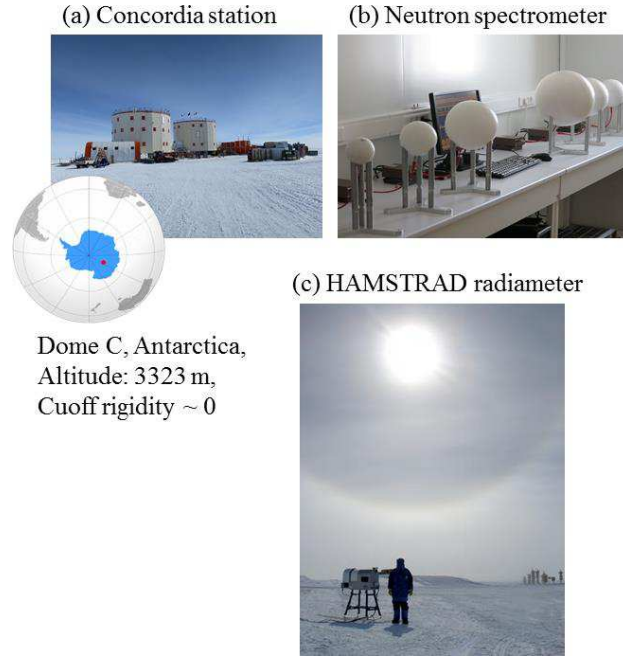 (a) Concordia station
(b) Neutron spectrometer
Dome C, Antarctica,
Altitude: 3323 m,
Cuoff rigidity ~ 0
(c) HAMSTRAD radiameter